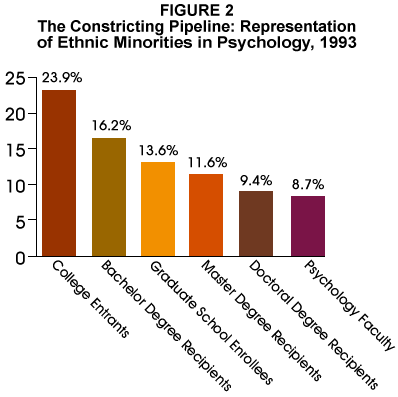 FIGURE 2
The Constricting Pipeline: Representation
of Ethnic Minorities in Psychology, 1993
25
20
15
10
5
0
23.9%
16.2%
13.6%
11.6%
9.4%
8.7%
College Entrants
Bachelor Degree Recipients
Graduate School Enrollees
Master Degree Recipients
Doctoral Degree Recipients
Psychology Faculty